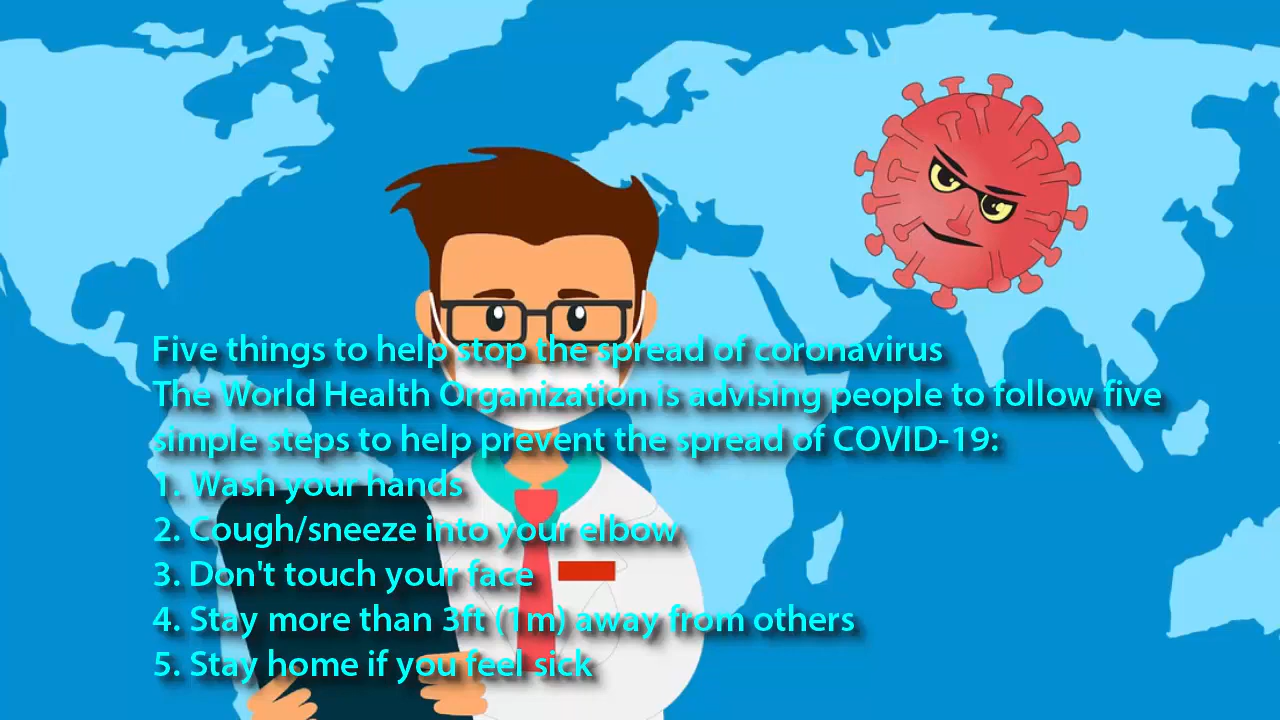 Five things to help stop the spread of coronavirus
The World Health Organization is advising people to follow five
simple steps to help prevent the spread of COVID-19:
1. Wash your hands
2. Cough/sneeze into your elbow
3. Don't touch your face
4. Stay more than 3ft (1m) away from others
5. Stay home if you feel sick